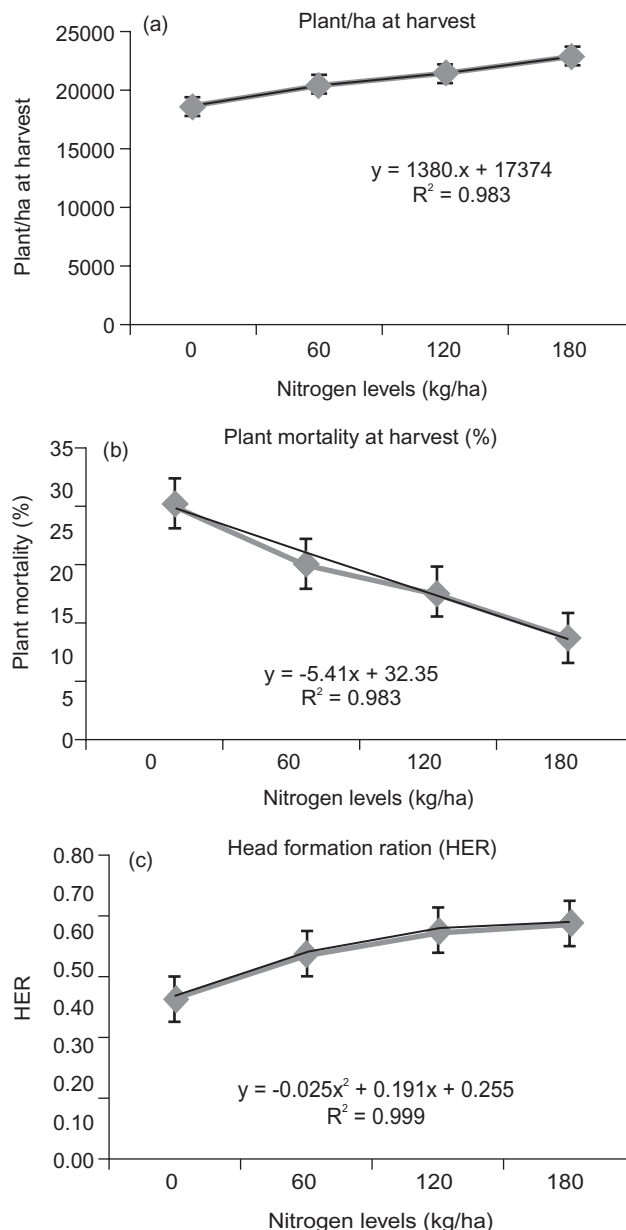 (a)
Plant/ha at harvest
25000
20000
15000
10000
5000
0
Plant/ha at harvest
y = 1380.x + 17374
R² = 0.983
0 60 120 180
Nitrogen levels (kg/ha)
(b)
Plant mortality at harvest (%)
35
30
20
15
10
5
0
Plant mortality (%)
y = -5.41x + 32.35
R² = 0.983
0 60 120 180
Nitrogen levels (kg/ha)
(c)
Head formation ration (HER)
0.80
0.70
0.60
0.50
0.40
0.30
0.20
0.10
0.00
HER
y = -0.025x² + 0.191x + 0.255
R² = 0.999
0 60 120 180
Nitrogen levels (kg/ha)